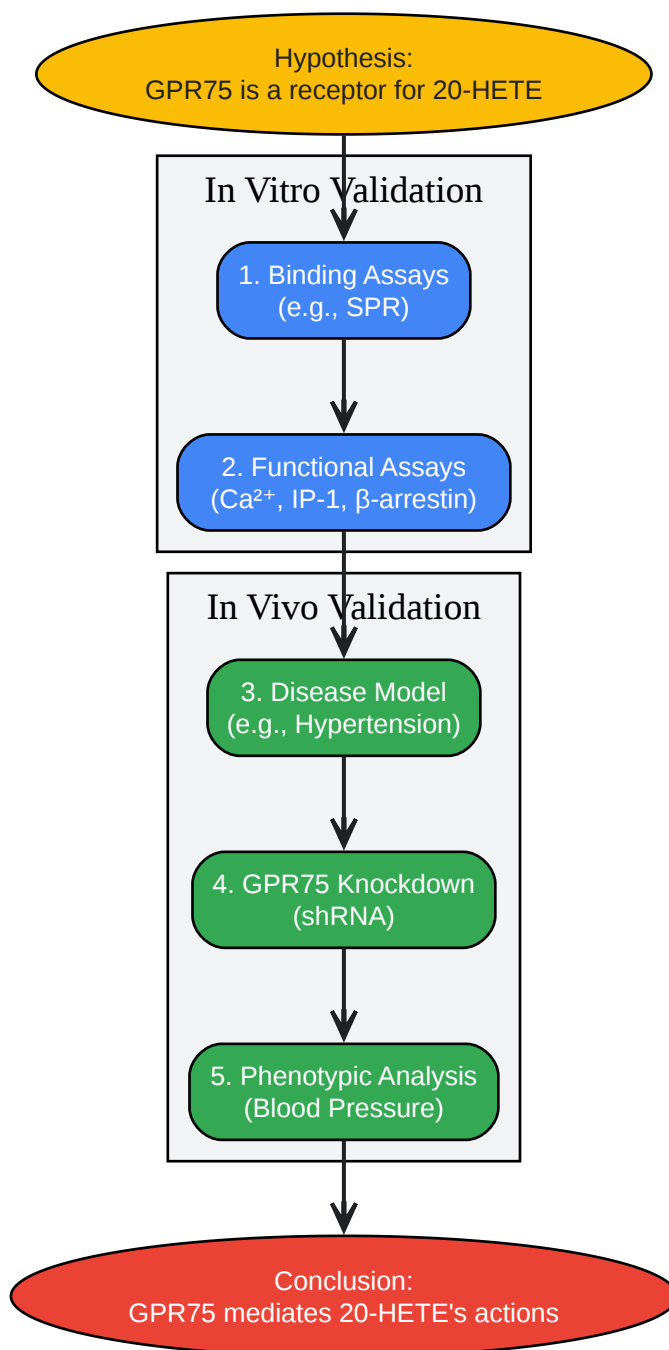 Hypothesis:
GPR75 is a receptor for 20-HETE
In Vitro Validation
1. Binding Assays
(e.g., SPR)
2. Functional Assays
(Ca²⁺, IP-1, β-arrestin)
In Vivo Validation
3. Disease Model
(e.g., Hypertension)
4. GPR75 Knockdown
(shRNA)
5. Phenotypic Analysis
(Blood Pressure)
Conclusion:
GPR75 mediates 20-HETE's actions